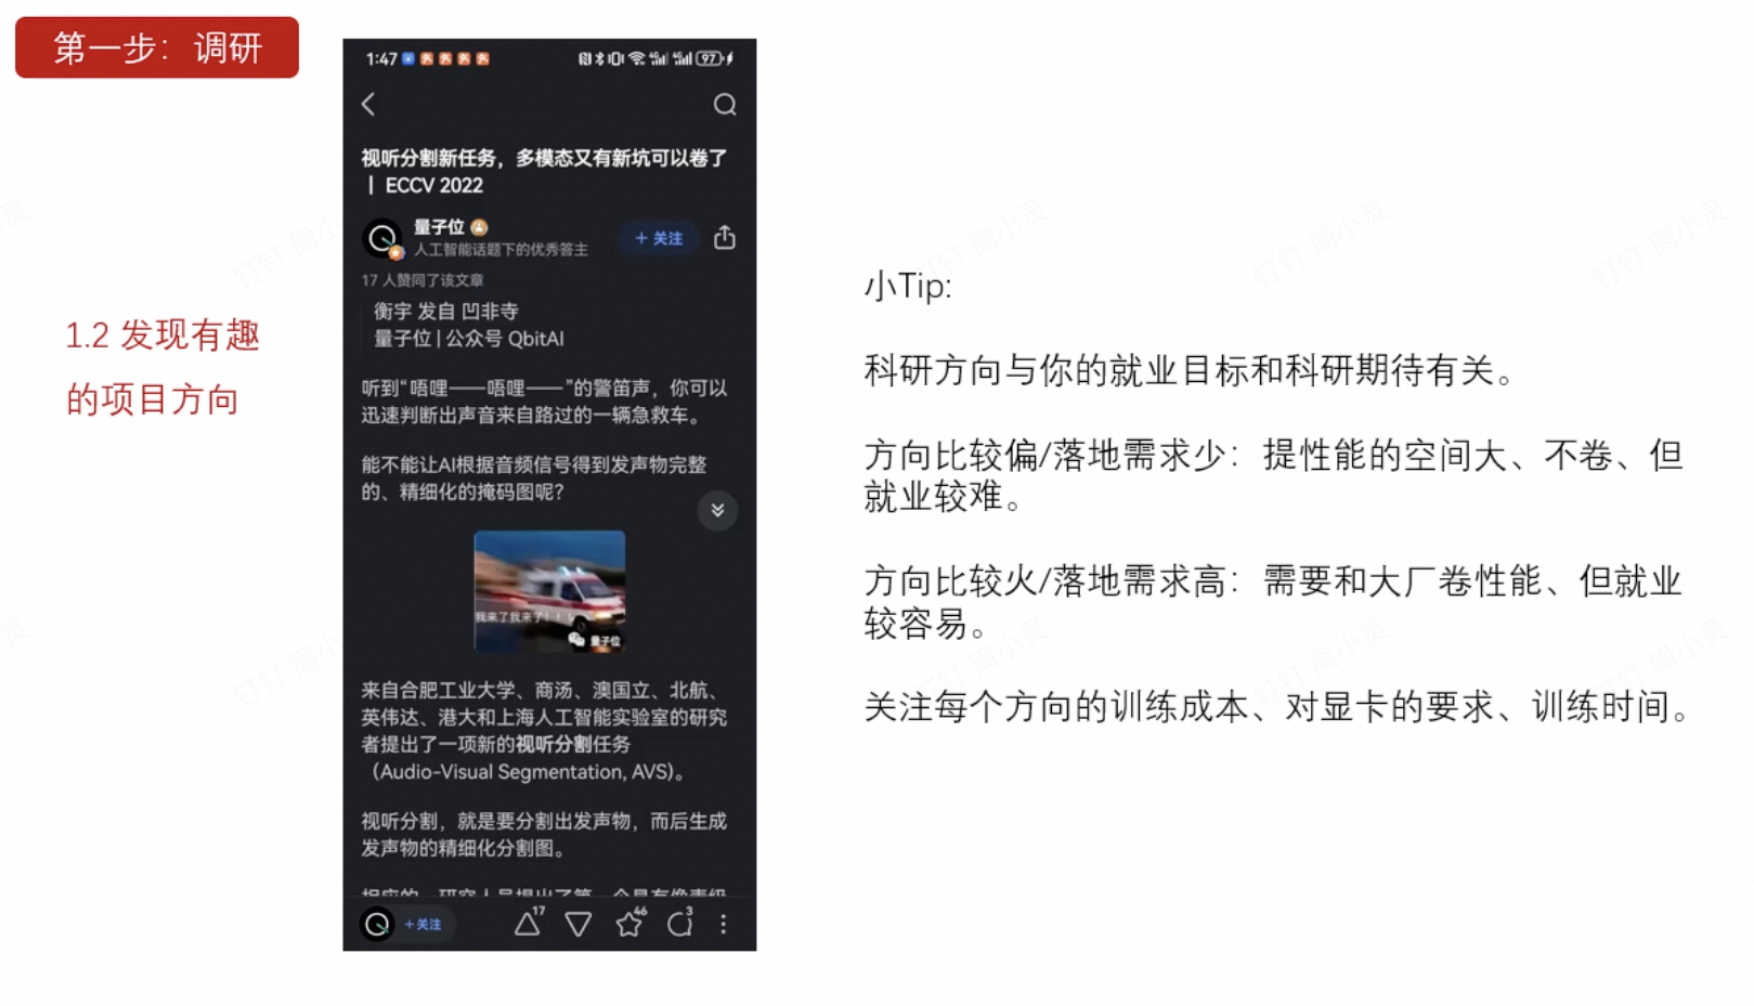 第一步：调研
1.2 发现有趣
的项目方向
1:47
97
视听分割新任务，多模态又有新坑可以卷了
| ECCV 2022
量子位
人工智能话题下的优秀答主
+ 关注
17 人赞同了该文章
衡宇 发自 凹非寺
量子位 | 公众号 QbitAI
听到“唔哩——唔哩——”的警笛声，你可以
迅速判断出声音来自路过的一辆急救车。
能不能让AI根据音频信号得到发声物完整
的、精细化的掩码图呢？
我来了我来了！！！
量子位
来自合肥工业大学、商汤、澳国立、北航、
英伟达、港大和上海人工智能实验室的研究
者提出了一项新的视听分割任务
（Audio-Visual Segmentation, AVS）。
视听分割，就是要分割出发声物，而后生成
发声物的精细化分割图。
+关注
17
46
3
小Tip:
科研方向与你的就业目标和科研期待有关。
方向比较偏/落地需求少：提性能的空间大、不卷、但
就业较难。
方向比较火/落地需求高：需要和大厂卷性能、但就业
较容易。
关注每个方向的训练成本、对显卡的要求、训练时间。
钉钉 周小灵